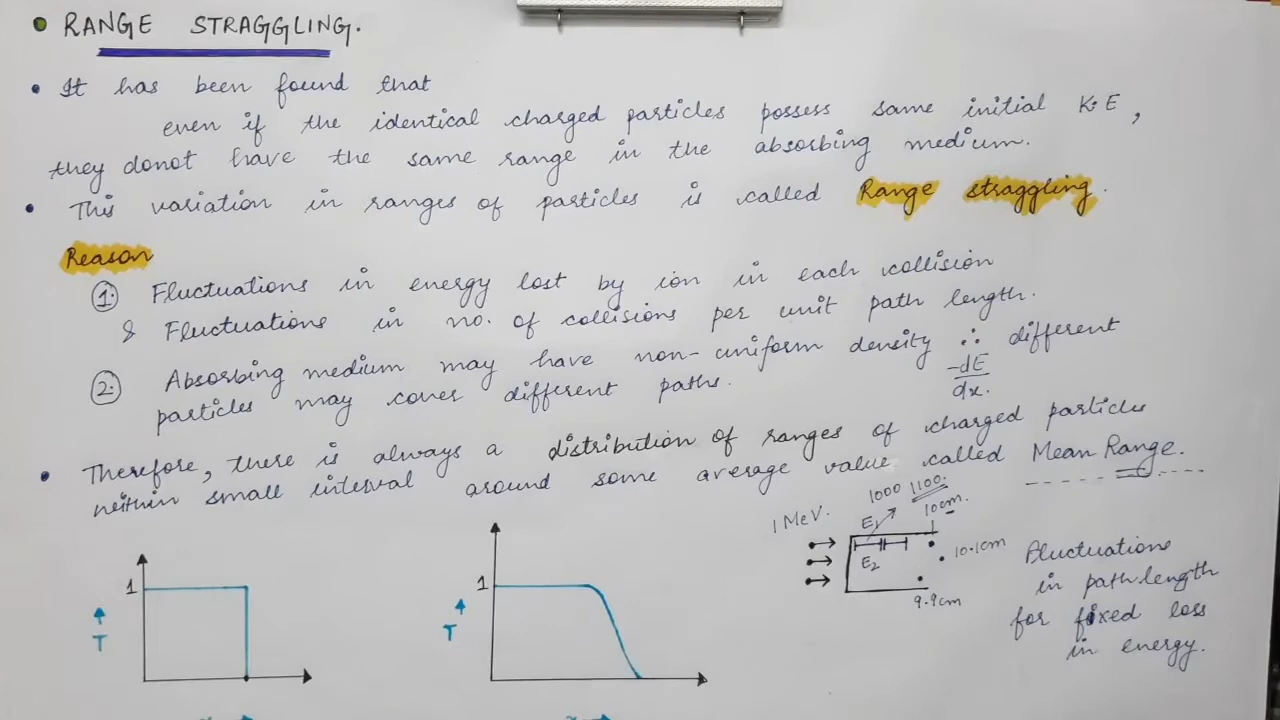 RANGE STRAGGLING.
It has been found that
even if the identical charged particles possess same initial K.E,
they donot have the same range in the absorbing medium.
This variation in ranges of particles is called Range straggling.
Reason
1. Fluctuations in energy lost by ion in each collision
& Fluctuations in no. of collisions per unit path length.
2. Absorbing medium may have non-uniform density ∴ different
particles may cover different paths.
-dE
dx.
Therefore, there is always a distribution of ranges of charged particles
within small interval around some average value called Mean Range.
1000 1100.
1 MeV.
E1
10cm.
10.1cm
E2
9.9cm
Fluctuations
in path length
for fixed loss
in energy.
1
T
1
T